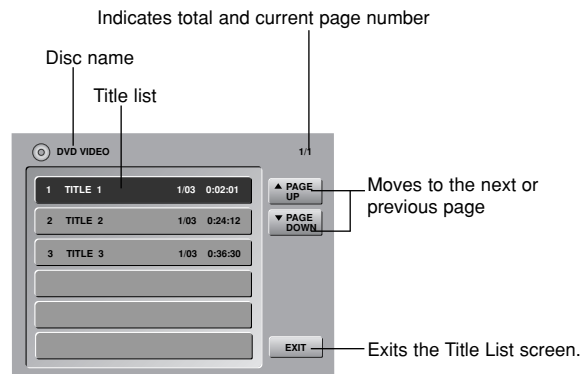 Indicates total and current page number
Disc name
Title list
DVD VIDEO 1/1
1 TITLE 1 1/03 0:02:01
2 TITLE 2 1/03 0:24:12
3 TITLE 3 1/03 0:36:30
▲ PAGE
UP
▼ PAGE
DOWN
Moves to the next or
previous page
EXIT
Exits the Title List screen.